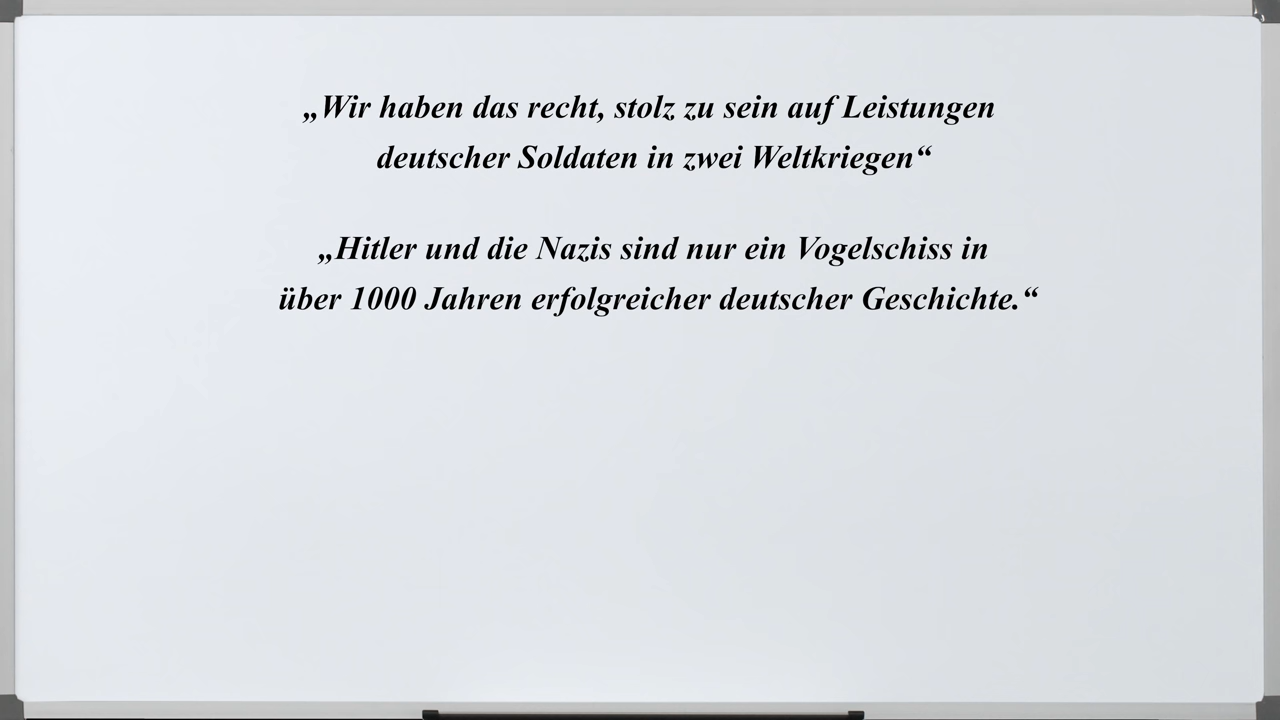 „Wir haben das recht, stolz zu sein auf Leistungen
deutscher Soldaten in zwei Weltkriegen“
„Hitler und die Nazis sind nur ein Vogelschiss in
über 1000 Jahren erfolgreicher deutscher Geschichte.“